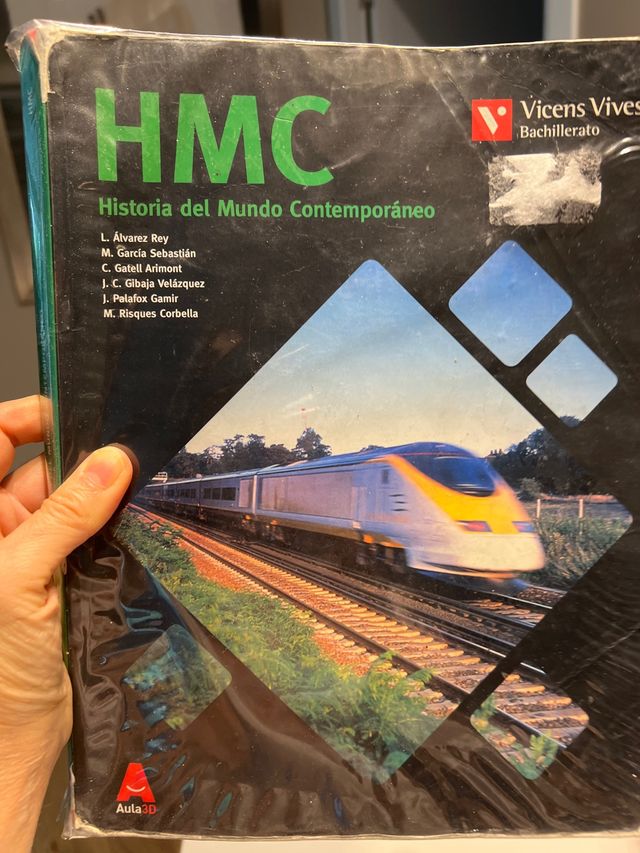 HMC
HMC
Vicens Vives
Bachillerato
Historia del Mundo Contemporáneo
L. Álvarez Rey
M. García Sebastián
C. Gatell Arimont
J. C. Gibaja Velázquez
J. Palafox Gamir
M. Risques Corbella
Aula3D